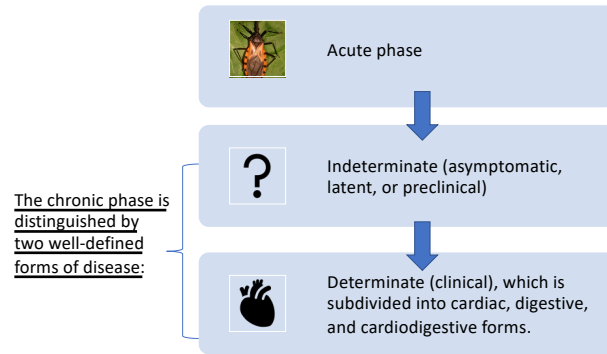 Acute phase
Indeterminate (asymptomatic,
latent, or preclinical)
The chronic phase is
distinguished by
two well-defined
forms of disease:
Determinate (clinical), which is
subdivided into cardiac, digestive,
and cardiodigestive forms.